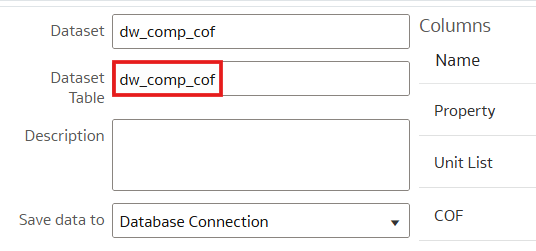 Dataset dw_comp_cof
Dataset Table dw_comp_cof
Description
Save data to Database Connection
Columns
Name
Property
Unit List
COF